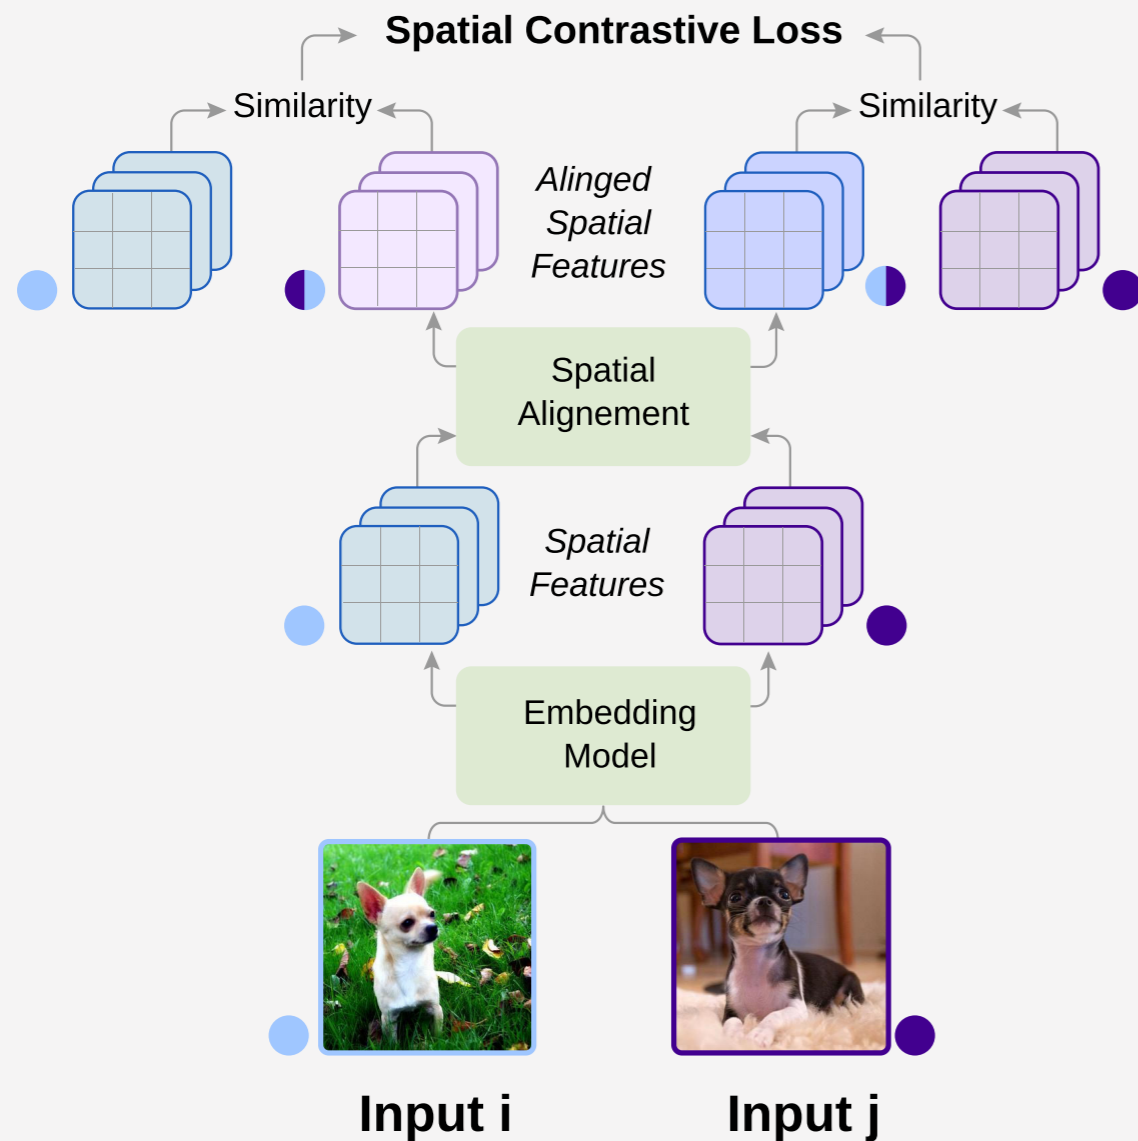 Spatial Contrastive Loss
Similarity
Similarity
Alinged
Spatial
Features
Spatial
Alignement
Spatial
Features
Embedding
Model
Input i
Input j